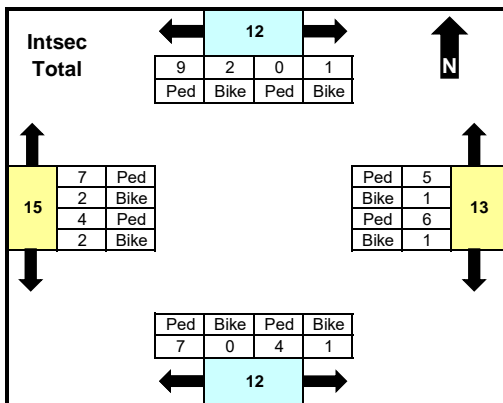 Intsec
Total
12
N
9 2 0 1
Ped Bike Ped Bike
15
7 Ped
2 Bike
4 Ped
2 Bike
Ped 5
Bike 1
Ped 6
Bike 1
13
Ped Bike Ped Bike
7 0 4 1
12